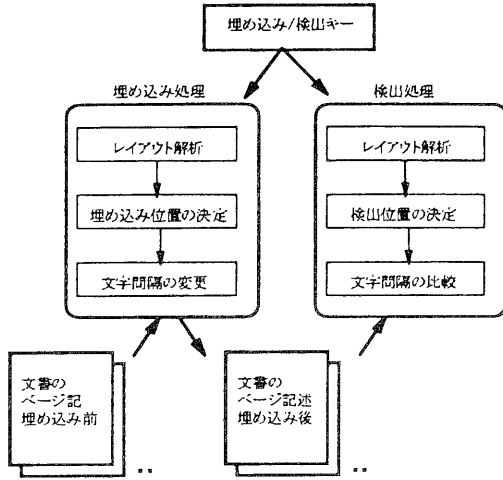 埋め込み/検出キー
埋め込み処理
検出処理
レイアウト解析
埋め込み位置の決定
文字間隔の変更
レイアウト解析
検出位置の決定
文字間隔の比較
文書の
ページ記
埋め込み前
‥
文書の
ページ記述
埋め込み後
‥